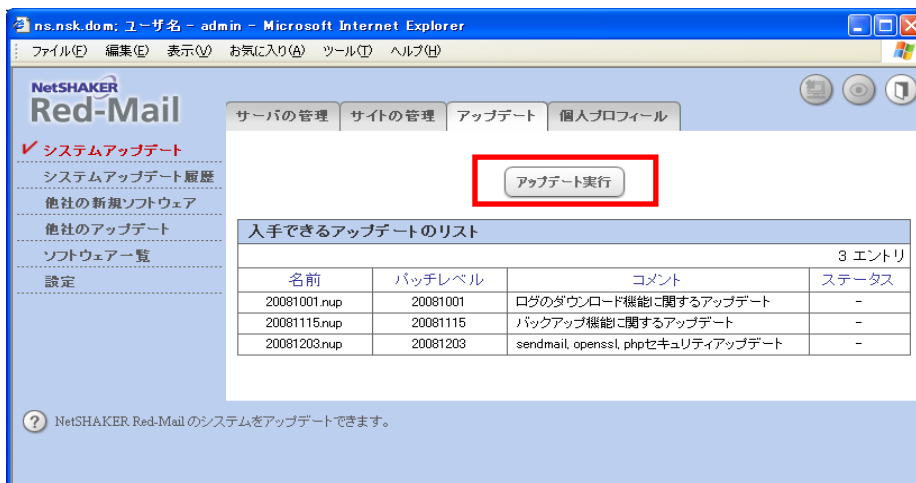 ns.nsk.dom; ユーザ名 - admin - Microsoft Internet Explorer
ファイル(F) 編集(E) 表示(V) お気に入り(A) ツール(T) ヘルプ(H)
NetSHAKER
Red-Mail
サーバの管理 サイトの管理 アップデート 個人プロフィール
システムアップデート
システムアップデート履歴
他社の新規ソフトウェア
他社のアップデート
ソフトウェア一覧
設定
アップデート実行
入手できるアップデートのリスト
3 エントリ
名前 パッチレベル コメント ステータス
20081001.nup 20081001 ログのダウンロード機能に関するアップデート -
20081115.nup 20081115 バックアップ機能に関するアップデート -
20081203.nup 20081203 sendmail, openssl, phpセキュリティアップデート -
? NetSHAKER Red-Mail のシステムをアップデートできます。